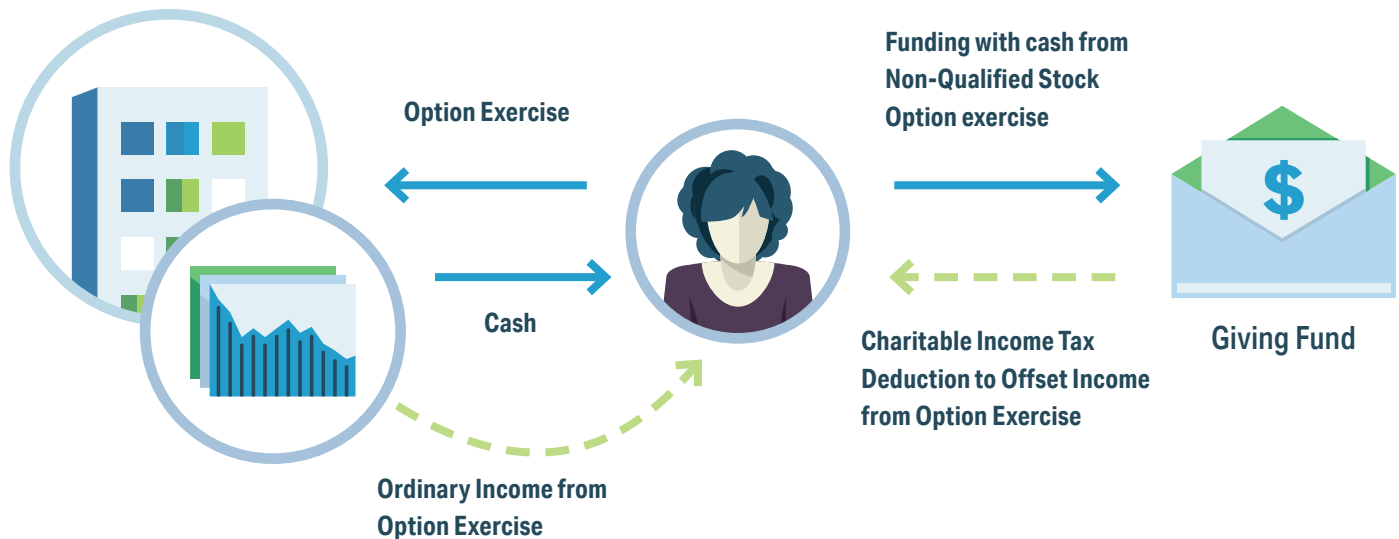 Option Exercise
Cash
Ordinary Income from
Option Exercise
Funding with cash from
Non-Qualified Stock
Option exercise
$
Giving Fund
Charitable Income Tax
Deduction to Offset Income
from Option Exercise